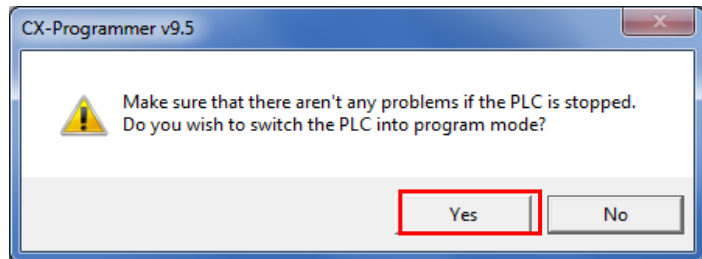 CX-Programmer v9.5
Make sure that there aren't any problems if the PLC is stopped.
Do you wish to switch the PLC into program mode?
Yes
No